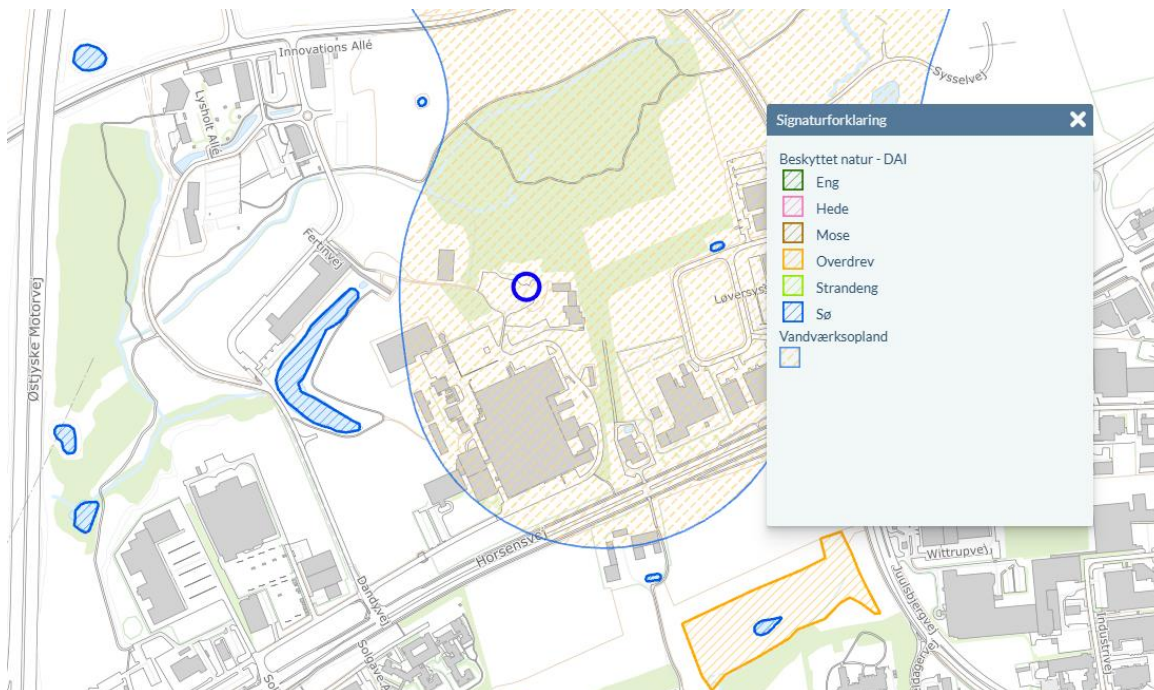 Innovations Allé
Sysselvej
Lysholt Allé
Signaturforklaring
Beskyttet natur - DAI
Eng
Hede
Mose
Overdrev
Strandeng
Sø
Vandværksopland
Fertinvej
Østjyske Motorvej
Horsensvej
Wittrupvej
Dandyvej
Juulsbjergvej
Industrivej